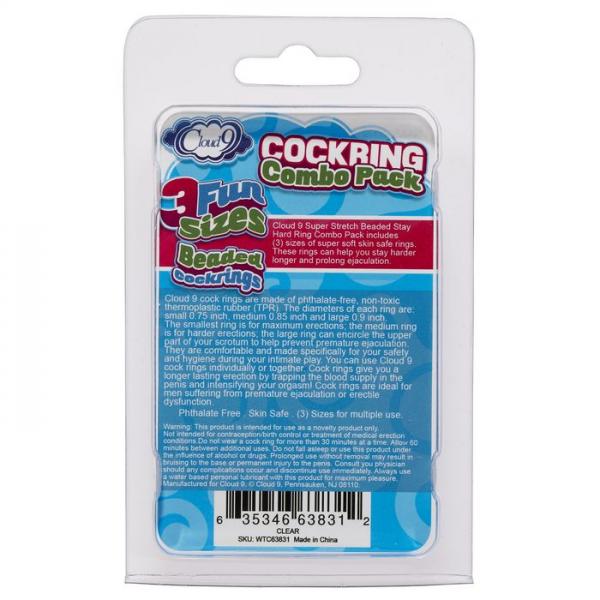 Cloud 9
COCKRING
Combo Pack
3 Fun
Sizes
Beaded
Cockrings
Cloud 9 Super Stretch Beaded Stay
Hard Ring Combo Pack includes
(3) sizes of super soft skin safe rings.
These rings can help you stay harder
longer and prolong ejaculation.
Cloud 9 cock rings are made of phthalate-free, non-toxic
thermoplastic rubber (TPR). The diameters of each ring are:
small 0.75 inch, medium 0.85 inch and large 0.9 inch.
The smallest ring is for maximum erections; the medium ring
is for harder erections; the large ring can encircle the upper
part of your scrotum to help prevent premature ejaculation.
They are comfortable and made specifically for your safety
and hygiene during your intimate play. You can use Cloud 9
cock rings individually or together. Cock rings give you a
longer lasting erection by trapping the blood supply in the
penis and intensifying your orgasm! Cock rings are ideal for
men suffering from premature ejaculation or erectile
dysfunction.
Phthalate Free . Skin Safe . (3) Sizes for multiple use.
Warning: This product is intended for use as a novelty product only.
Not intended for contraception/birth control or treatment of medical erection
conditions.Do not wear a cock ring for more than 30 minutes at a time. Allow 60
minutes between additional uses. Do not fall asleep or use this product under
the influence of alcohol or drugs. Prolonged use without removal may result in
bruising to the base or permanent injury to the penis. Consult you physician
should any complications occur and discontinue use immediately. Always use
a water based personal lubricant with this product for maximum pleasure.
Manufactured for Cloud 9. © Cloud 9, Pennsauken, NJ 08110.
6 35346 63831 2
CLEAR
SKU: WTC63831 Made in China